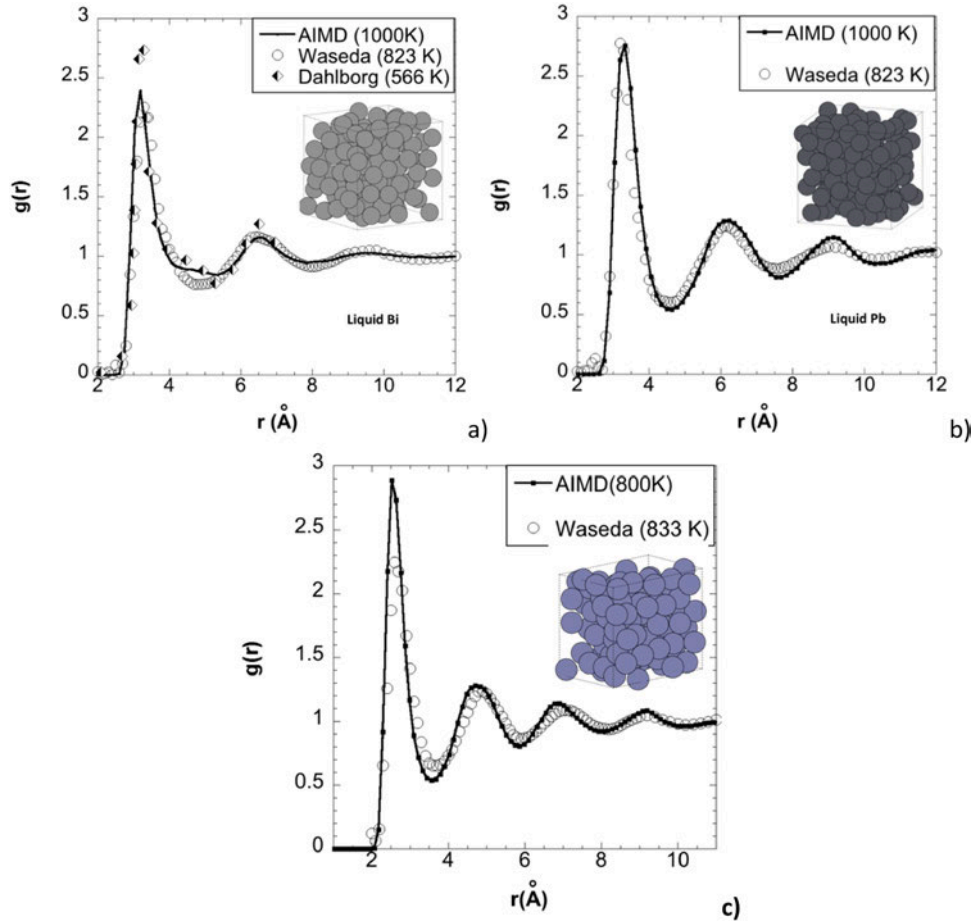 AIMD (1000K)
Waseda (823 K)
Dahlborg (566 K)
3
2.5
2
1.5
1
0.5
0
g(r)
Liquid Bi
2 4 6 8 10 12
r (Å)
a)
AIMD (1000 K)
Waseda (823 K)
3
2.5
2
1.5
1
0.5
0
g(r)
Liquid Pb
2 4 6 8 10 12
r (Å)
b)
AIMD(800K)
Waseda (833 K)
3
2.5
2
1.5
1
0.5
0
g(r)
2 4 6 8 10
r(Å)
c)